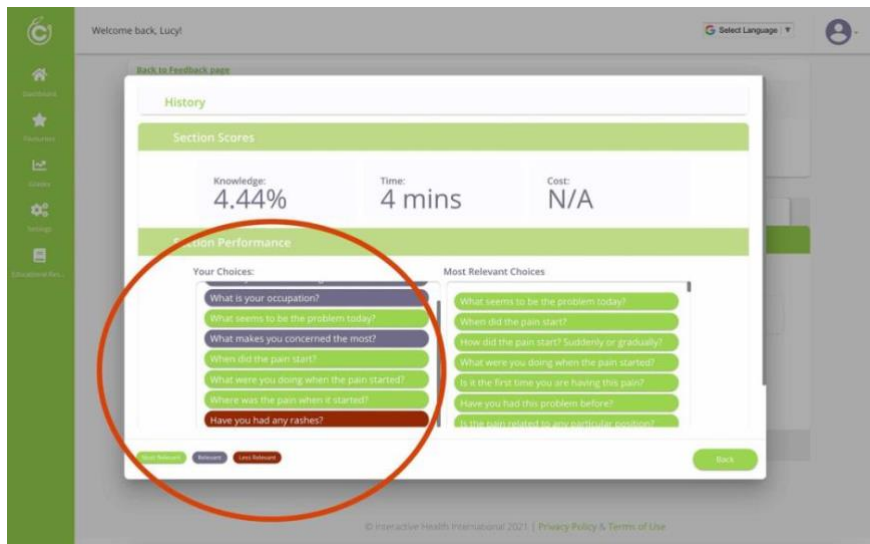 Welcome back, Lucy!
Select Language
Back to Feedback page
Dashboard
Favourites
Grades
Settings
Educational Res...
History
Section Scores
Knowledge:
4.44%
Time:
4 mins
Cost:
N/A
Section Performance
Your Choices:
What is your occupation?
What seems to be the problem today?
What makes you concerned the most?
When did the pain start?
What were you doing when the pain started?
Where was the pain when it started?
Have you had any rashes?
Most Relevant Choices
What seems to be the problem today?
When did the pain start?
How did the pain start? Suddenly or gradually?
What were you doing when the pain started?
Is it the first time you are having this pain?
Have you had this problem before?
Is the pain related to any particular position?
Most Relevant
Relevant
Less Relevant
Back
© Interactive Health International 2021 | Privacy Policy & Terms of Use